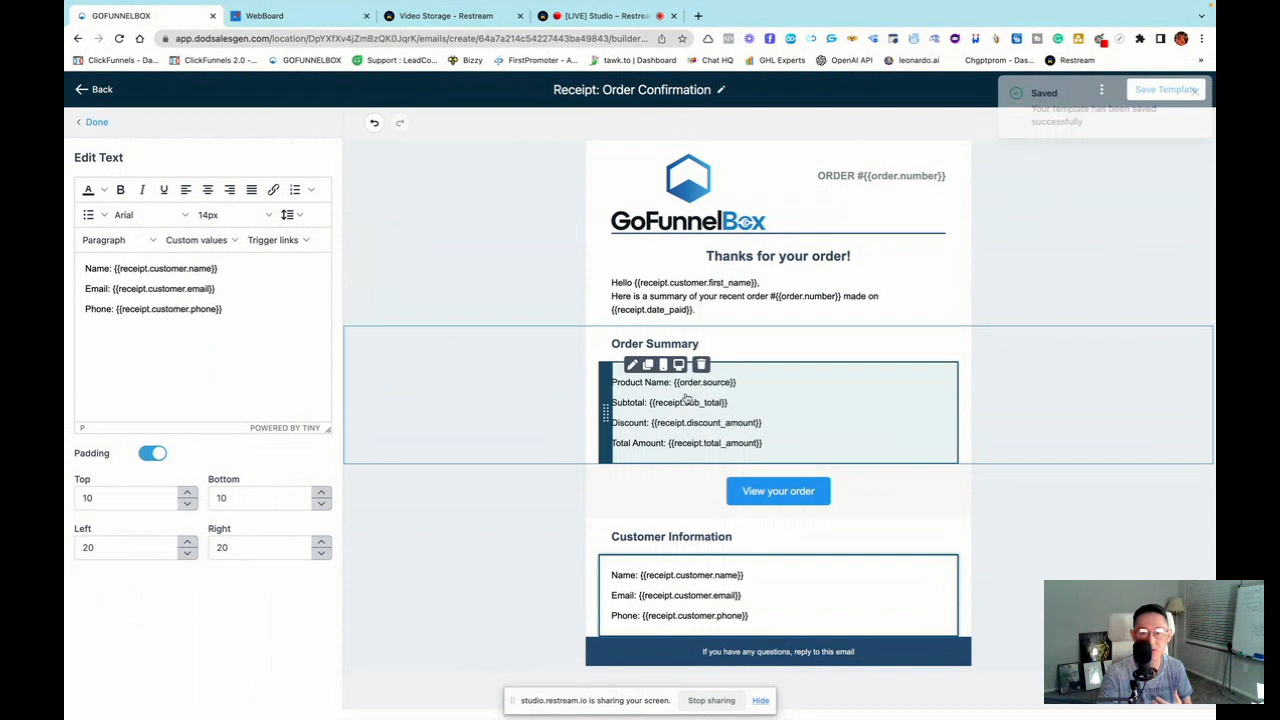 GOFUNNELBOX
WebBoard
Video Storage - Restream
[LIVE] Studio – Restrea
app.dodsalesgen.com/location/DpYXfXv4jZmBzQK0JqrK/emails/create/64a7a214c54227443ba49843/builder...
ClickFunnels - Da...
ClickFunnels 2.0 -...
GOFUNNELBOX
Support : LeadCo...
Bizzy
FirstPromoter - A...
tawk.to | Dashboard
Chat HQ
GHL Experts
OpenAI API
leonardo.ai
Chgptprom - Da...
Restream
Back
Receipt: Order Confirmation
Saved
Your template has been saved
successfully
Save Template
Done
Edit Text
Arial
14px
Paragraph
Custom values
Trigger links
Name: {{receipt.customer.name}}
Email: {{receipt.customer.email}}
Phone: {{receipt.customer.phone}}
P
POWERED BY TINY
Padding
Top
Bottom
10
10
Left
Right
20
20
GoFunnelBox
ORDER #{{order.number}}
Thanks for your order!
Hello {{receipt.customer.first_name}},
Here is a summary of your recent order #{{order.number}} made on
{{receipt.date_paid}}.
Order Summary
Product Name: {{order.source}}
Subtotal: {{receipt.sub_total}}
Discount: {{receipt.discount_amount}}
Total Amount: {{receipt.total_amount}}
View your order
Customer Information
Name: {{receipt.customer.name}}
Email: {{receipt.customer.email}}
Phone: {{receipt.customer.phone}}
If you have any questions, reply to this email
studio.restream.io is sharing your screen.
Stop sharing
Hide